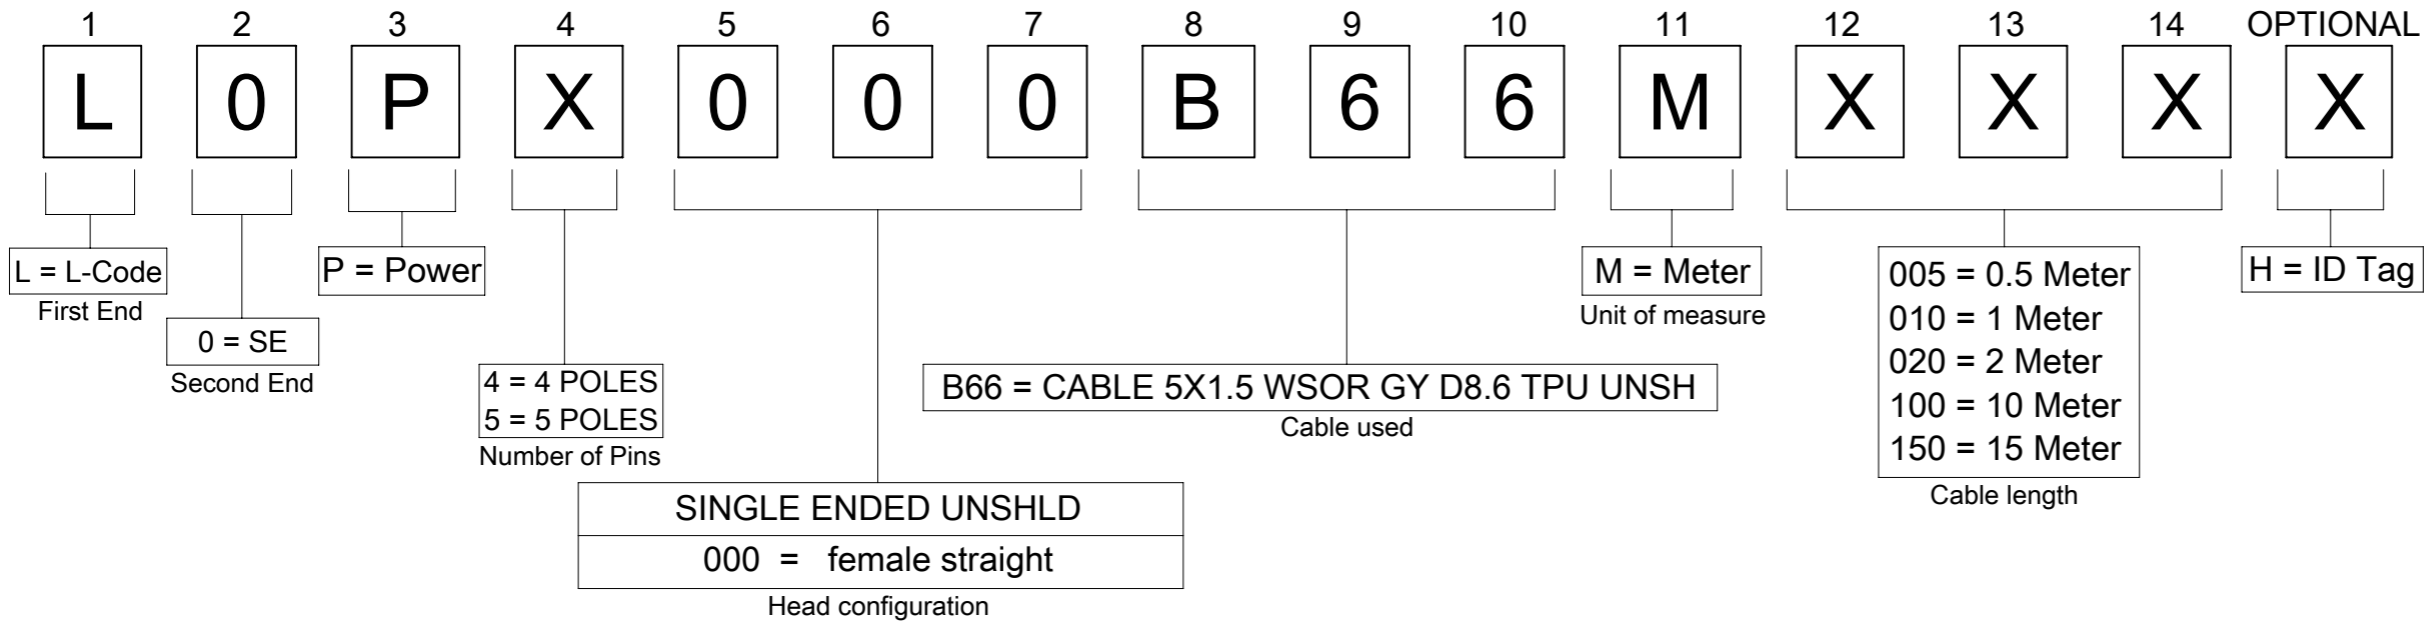 1 2 3 4 5 6 7 8 9 10 11 12 13 14 OPTIONAL
L 0 P X 0 0 0 B 6 6 M X X X X
L = L-Code
First End
0 = SE
Second End
P = Power
4 = 4 POLES
5 = 5 POLES
Number of Pins
SINGLE ENDED UNSHLD
000 = female straight
Head configuration
B66 = CABLE 5X1.5 WSOR GY D8.6 TPU UNSH
Cable used
M = Meter
Unit of measure
005 = 0.5 Meter
010 = 1 Meter
020 = 2 Meter
100 = 10 Meter
150 = 15 Meter
Cable length
H = ID Tag